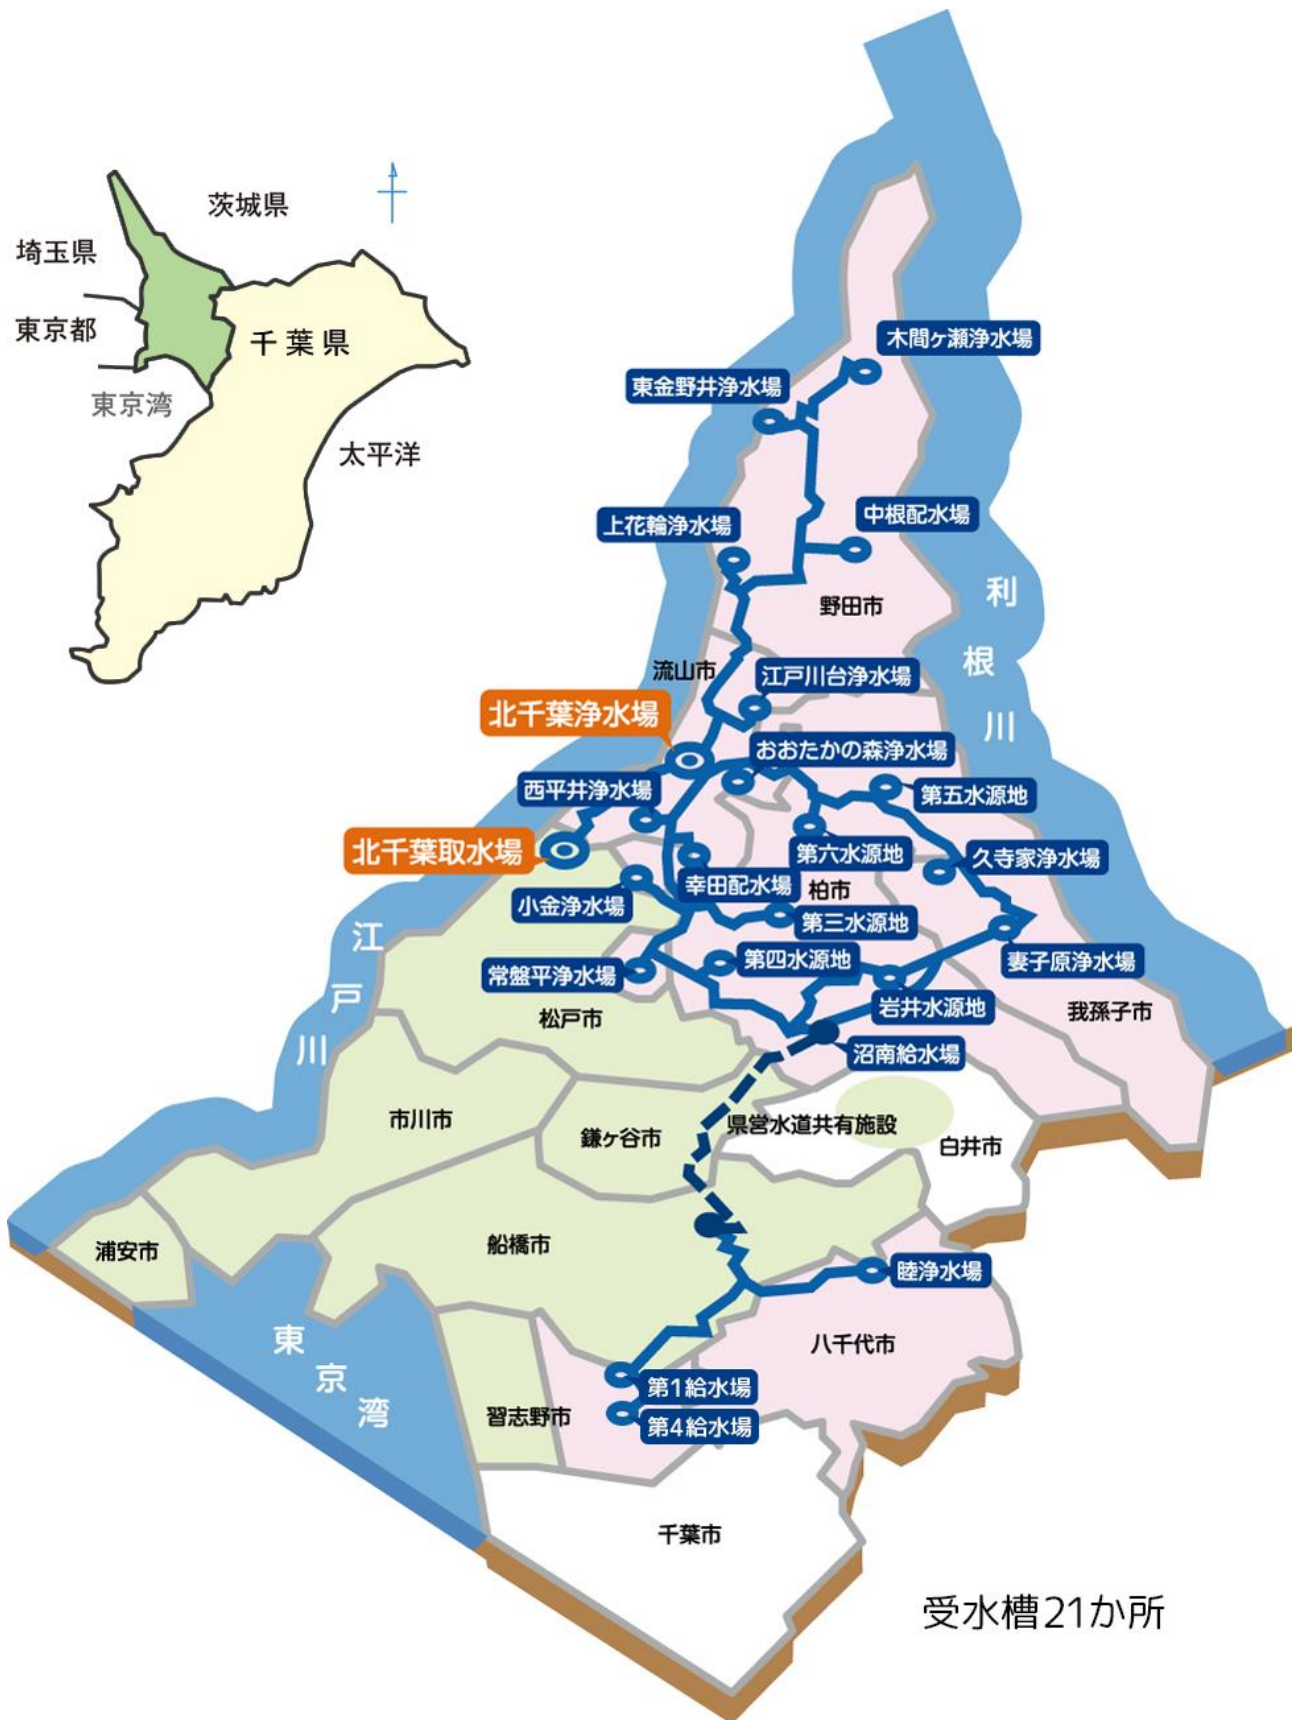 茨城県
埼玉県
東京都
千葉県
東京湾
太平洋
木間ヶ瀬浄水場
東金野井浄水場
上花輪浄水場
中根配水場
野田市
利根川
流山市
江戸川台浄水場
北千葉浄水場
おおたかの森浄水場
西平井浄水場
第五水源地
北千葉取水場
第六水源地
久寺家浄水場
幸田配水場
柏市
小金浄水場
第三水源地
江戸川
常盤平浄水場
第四水源地
妻子原浄水場
岩井水源地
我孫子市
松戸市
沼南給水場
市川市
鎌ヶ谷市
県営水道共有施設
白井市
浦安市
船橋市
睦浄水場
東京湾
八千代市
第1給水場
習志野市
第4給水場
千葉市
受水槽21か所